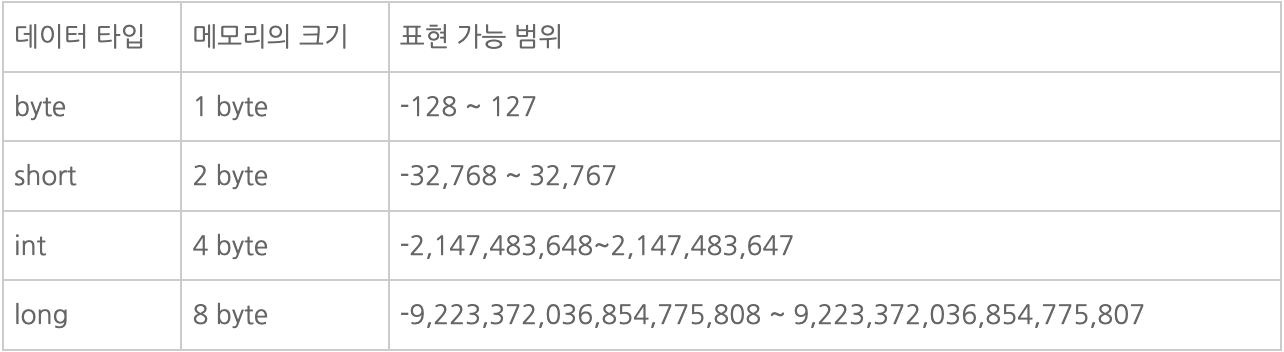 데이터 타입 메모리의 크기 표현 가능 범위
byte 1 byte -128 ~ 127
short 2 byte -32,768 ~ 32,767
int 4 byte -2,147,483,648~2,147,483,647
long 8 byte -9,223,372,036,854,775,808 ~ 9,223,372,036,854,775,807